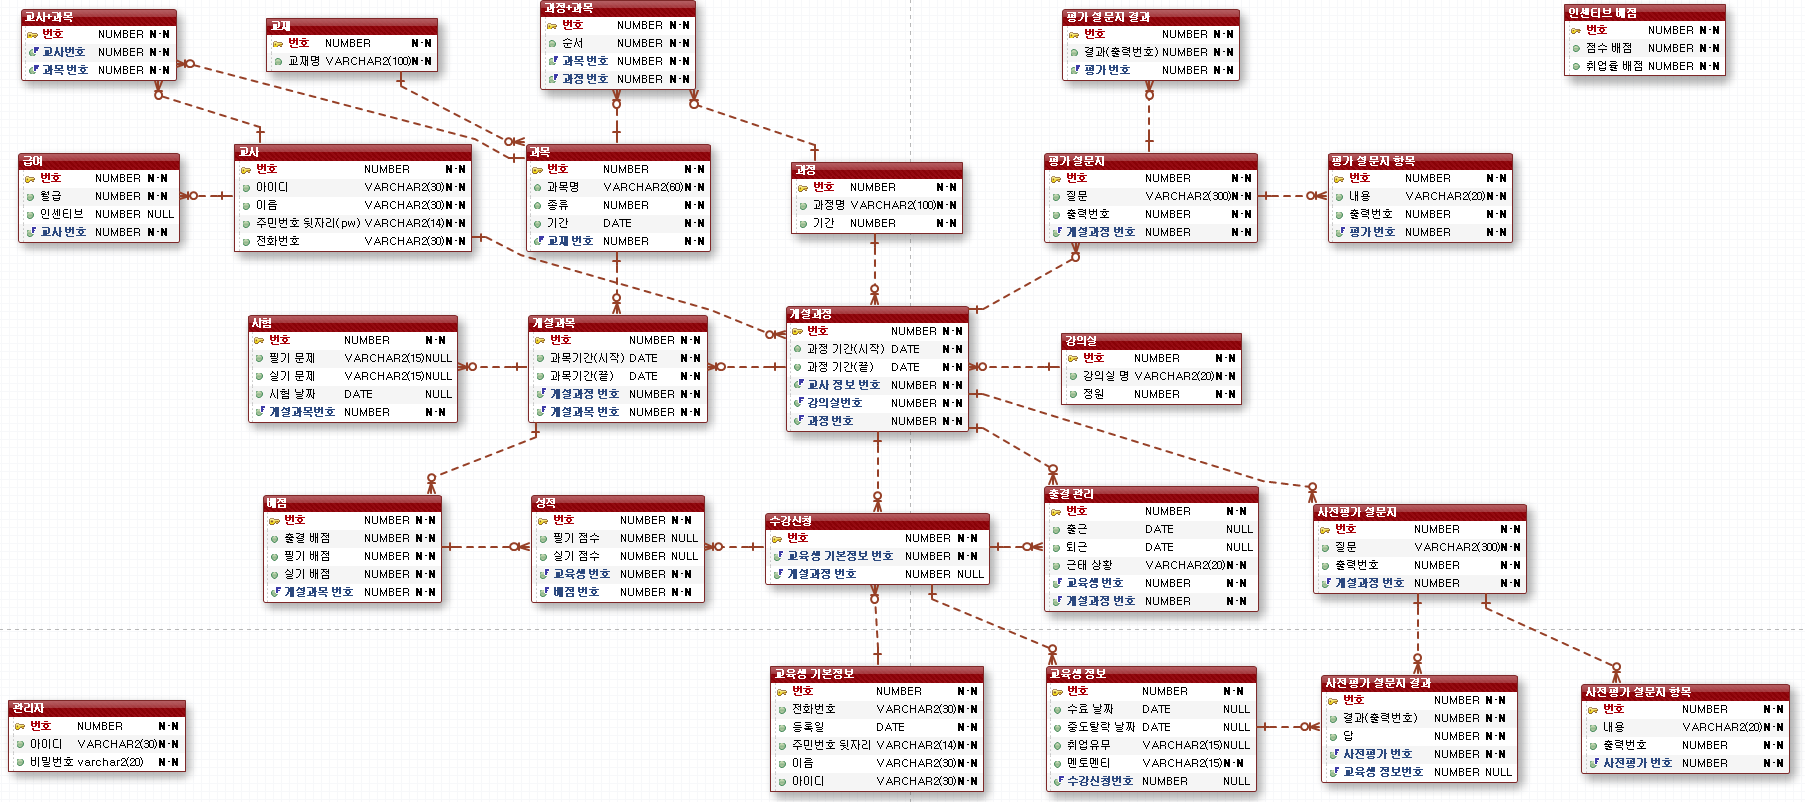 교사+과목
번호 NUMBER N-N
교사번호 NUMBER N-N
과목 번호 NUMBER N-N
교재
번호 NUMBER N-N
교재명 VARCHAR2(100) N-N
과정+과목
번호 NUMBER N-N
순서 NUMBER N-N
과목 번호 NUMBER N-N
과정 번호 NUMBER N-N
평가 설문지 결과
번호 NUMBER N-N
결과(출력번호) NUMBER N-N
평가 번호 NUMBER N-N
인센티브 배점
번호 NUMBER N-N
점수 배점 NUMBER N-N
취업률 배점 NUMBER N-N
급여
번호 NUMBER N-N
월급 NUMBER N-N
인센티브 NUMBER NULL
교사 번호 NUMBER N-N
교사
번호 NUMBER N-N
아이디 VARCHAR2(30) N-N
이름 VARCHAR2(30) N-N
주민번호 뒷자리(pw) VARCHAR2(14) N-N
전화번호 VARCHAR2(30) N-N
과목
번호 NUMBER N-N
과목명 VARCHAR2(60) N-N
종류 NUMBER N-N
기간 DATE N-N
교재 번호 NUMBER N-N
과정
번호 NUMBER N-N
과정명 VARCHAR2(100) N-N
기간 NUMBER N-N
평가 설문지
번호 NUMBER N-N
질문 VARCHAR2(300) N-N
출력번호 NUMBER N-N
개설과정 번호 NUMBER N-N
평가 설문지 항목
번호 NUMBER N-N
내용 VARCHAR2(20) N-N
출력번호 NUMBER N-N
평가 번호 NUMBER N-N
시험
번호 NUMBER N-N
필기 문제 VARCHAR2(15) NULL
실기 문제 VARCHAR2(15) NULL
시험 날짜 DATE NULL
개설과목번호 NUMBER N-N
개설과목
번호 NUMBER N-N
과목기간(시작) DATE N-N
과목기간(끝) DATE N-N
개설과정 번호 NUMBER N-N
개설과목 번호 NUMBER N-N
개설과정
번호 NUMBER N-N
과정 기간(시작) DATE N-N
과정 기간(끝) DATE N-N
교사 정보 번호 NUMBER N-N
강의실번호 NUMBER N-N
과정 번호 NUMBER N-N
강의실
번호 NUMBER N-N
강의실 명 VARCHAR2(20) N-N
정원 NUMBER N-N
배점
번호 NUMBER N-N
출결 배점 NUMBER N-N
필기 배점 NUMBER N-N
실기 배점 NUMBER N-N
개설과목 번호 NUMBER N-N
성적
번호 NUMBER N-N
필기 점수 NUMBER NULL
실기 점수 NUMBER NULL
교육생 번호 NUMBER N-N
배점 번호 NUMBER N-N
수강신청
번호 NUMBER N-N
교육생 기본정보 번호 NUMBER N-N
개설과정 번호 NUMBER NULL
출결 관리
번호 NUMBER N-N
출근 DATE NULL
퇴근 DATE NULL
근태 상황 VARCHAR2(20) N-N
교육생 번호 NUMBER N-N
개설과정 번호 NUMBER N-N
사전평가 설문지
번호 NUMBER N-N
질문 VARCHAR2(300) N-N
출력번호 NUMBER N-N
개설과정 번호 NUMBER N-N
관리자
번호 NUMBER N-N
아이디 VARCHAR2(30) N-N
비밀번호 varchar2(20) N-N
교육생 기본정보
번호 NUMBER N-N
전화번호 VARCHAR2(30) N-N
등록일 DATE N-N
주민번호 뒷자리 VARCHAR2(14) N-N
이름 VARCHAR2(30) N-N
아이디 VARCHAR2(30) N-N
교육생 정보
번호 NUMBER N-N
수료 날짜 DATE NULL
중도탈락 날짜 DATE NULL
취업유무 VARCHAR2(15) NULL
멘토멘티 VARCHAR2(15) N-N
수강신청번호 NUMBER NULL
사전평가 설문지 결과
번호 NUMBER N-N
결과(출력번호) NUMBER N-N
답 NUMBER N-N
사전평가 번호 NUMBER N-N
교육생 정보번호 NUMBER NULL
사전평가 설문지 항목
번호 NUMBER N-N
내용 VARCHAR2(20) N-N
출력번호 NUMBER N-N
사전평가 번호 NUMBER N-N